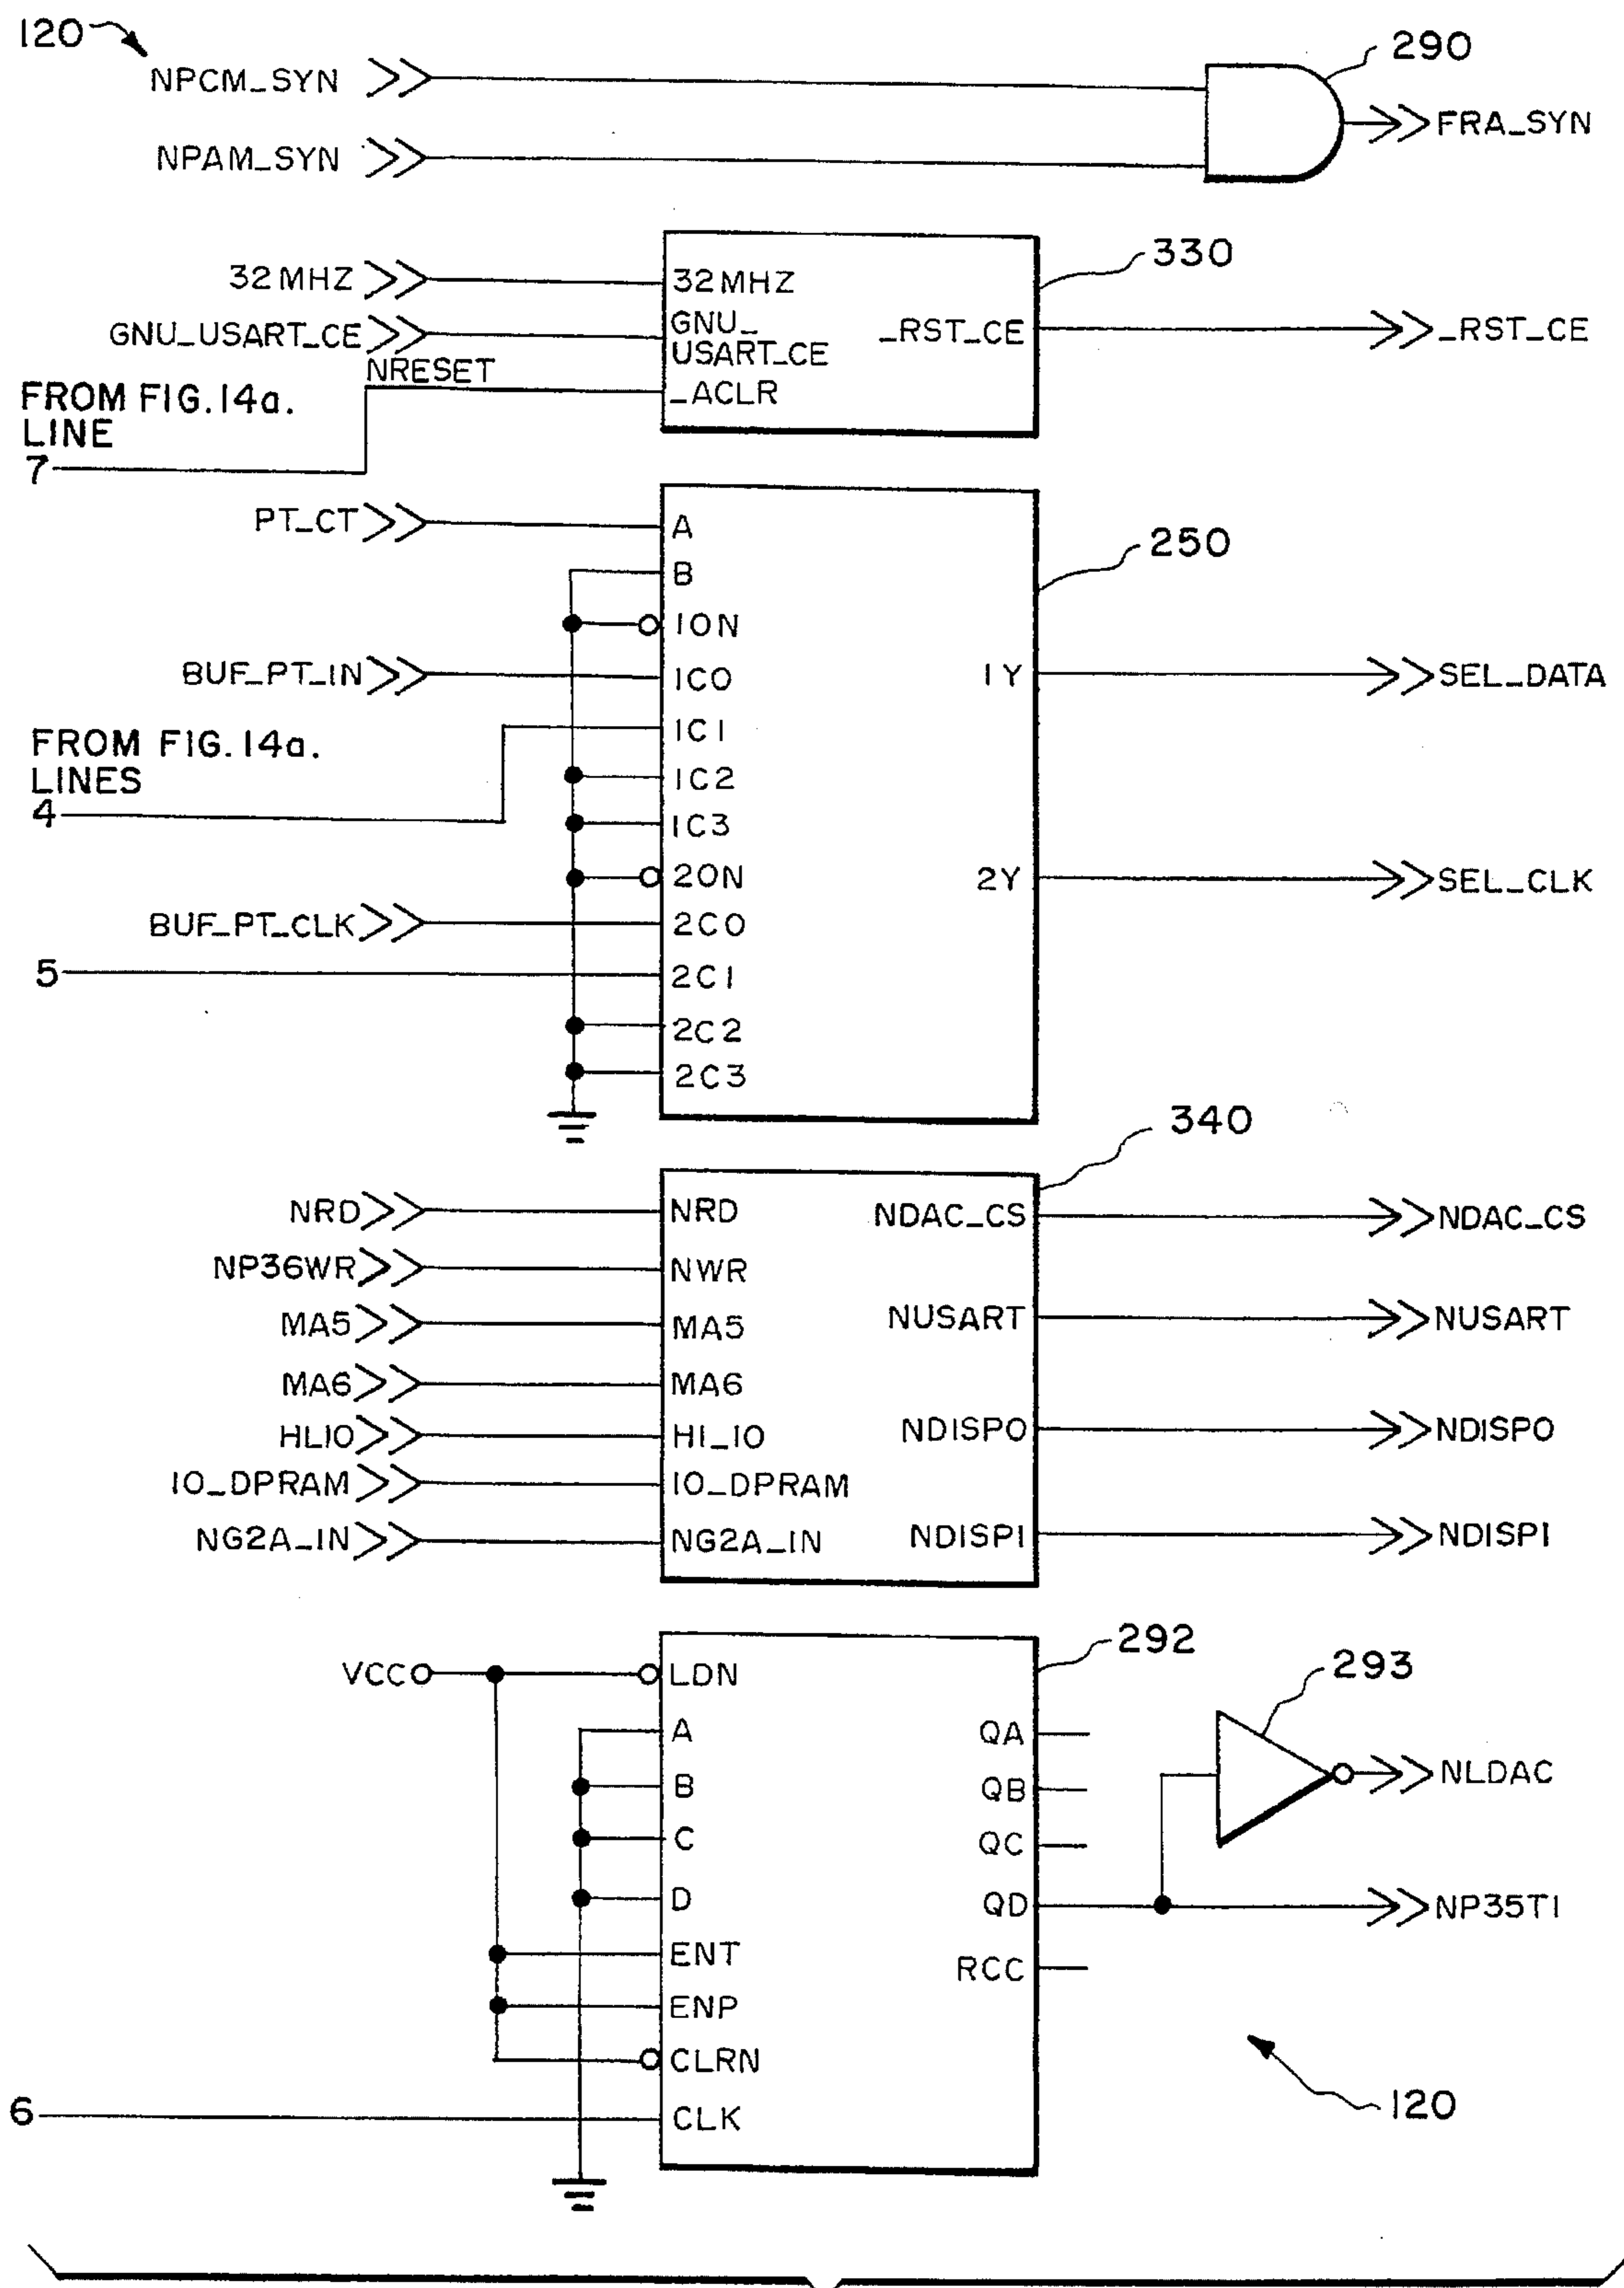 120
NPCM_SYN
290
FRA_SYN
NPAM_SYN
330
32MHZ
32MHZ
GNU_USART_CE
GNU_
USART_CE
_RST_CE
_RST_CE
NRESET
_ACLR
FROM FIG.14a.
LINE
7
PT_CT
A
250
B
10N
BUF_PT_IN
1C0
1Y
SEL_DATA
FROM FIG.14a.
LINES
4
1C1
1C2
1C3
20N
2Y
SEL_CLK
BUF_PT_CLK
2C0
5
2C1
2C2
2C3
340
NRD
NRD
NDAC_CS
NDAC_CS
NP36WR
NWR
MA5
MA5
NUSART
NUSART
MA6
MA6
HLIO
HI_IO
NDISPO
NDISPO
IO_DPRAM
IO_DPRAM
NG2A_IN
NG2A_IN
NDISPI
NDISPI
292
VCC
LDN
293
A
QA
NLDAC
B
QB
C
QC
D
QD
NP35TI
ENT
RCC
ENP
CLRN
120
6
CLK